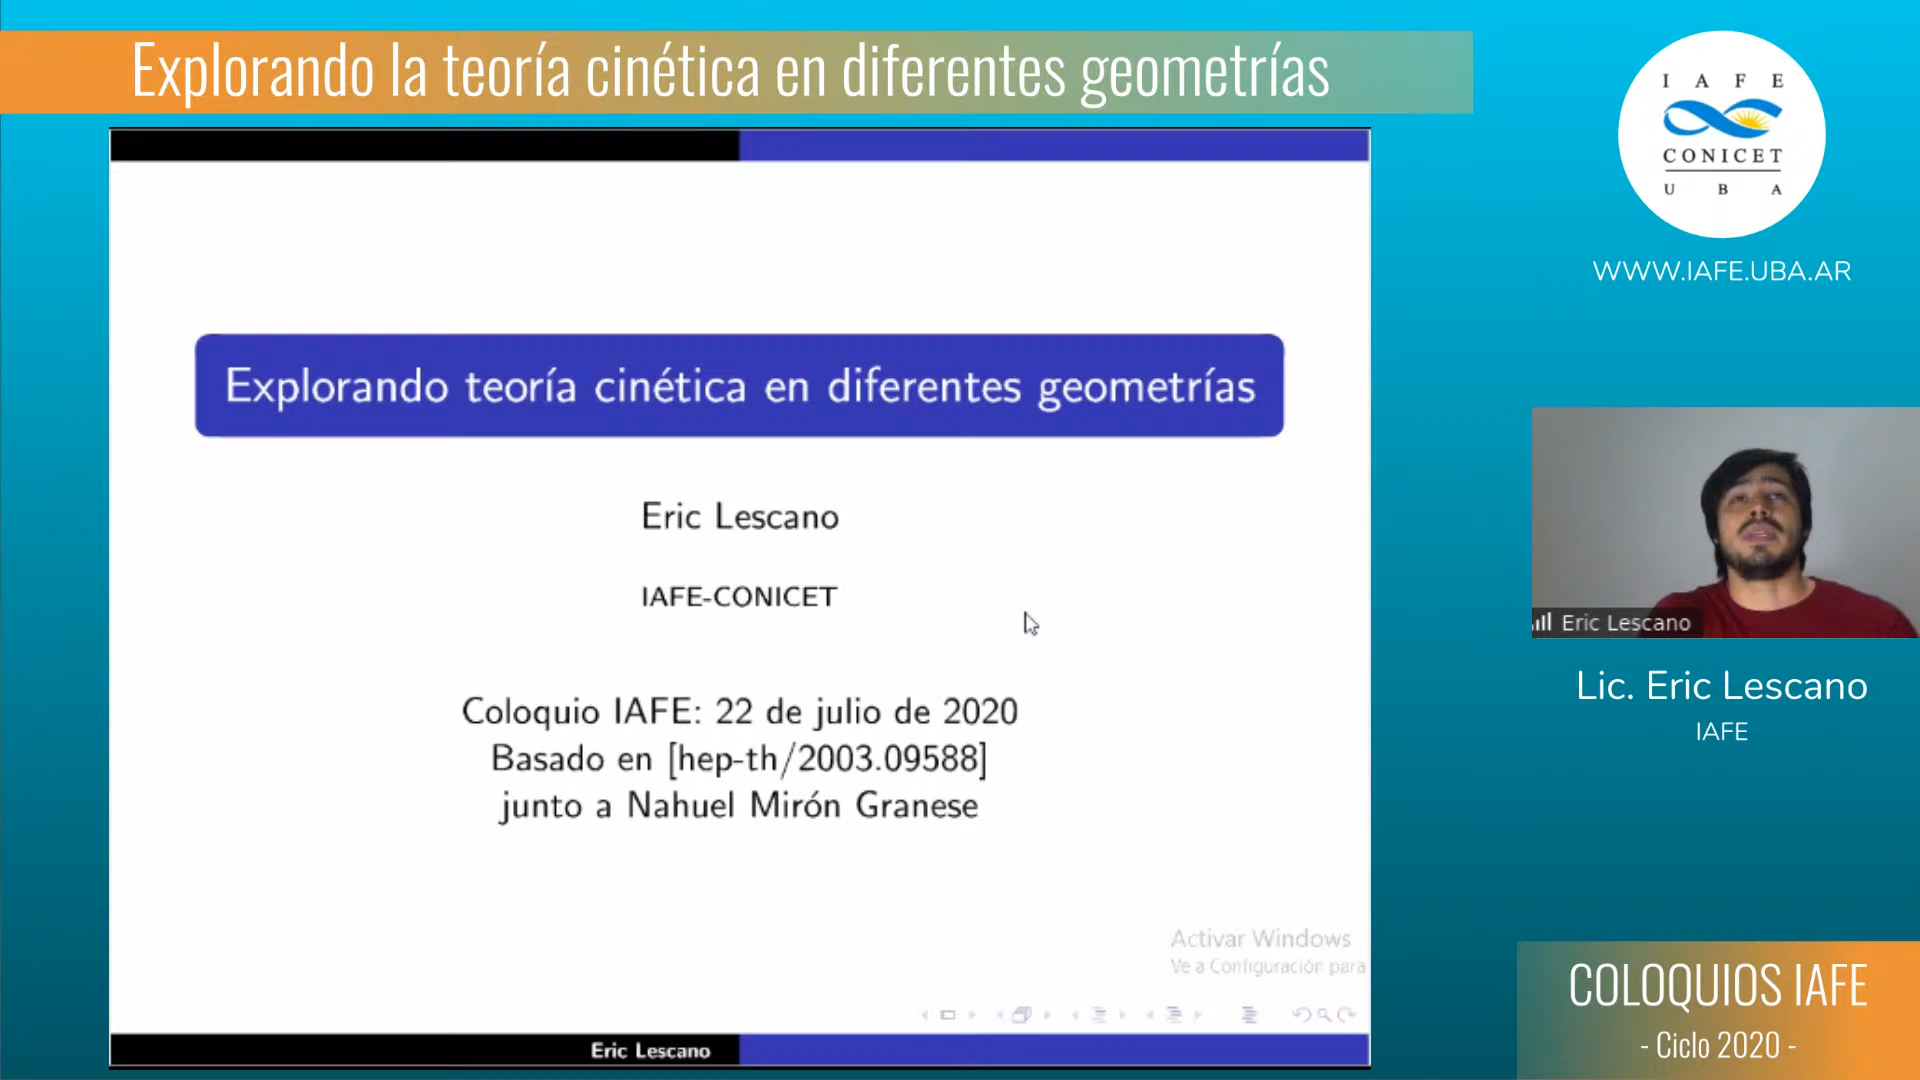 Explorando la teoría cinética en diferentes geometrías
I A F E
CONICET
U B A
WWW.IAFE.UBA.AR
Explorando teoría cinética en diferentes geometrías
Eric Lescano
IAFE-CONICET
Coloquio IAFE: 22 de julio de 2020
Basado en [hep-th/2003.09588]
junto a Nahuel Mirón Granese
Activar Windows
Ve a Configuración para
Eric Lescano
Eric Lescano
Lic. Eric Lescano
IAFE
COLOQUIOS IAFE
- Ciclo 2020 -